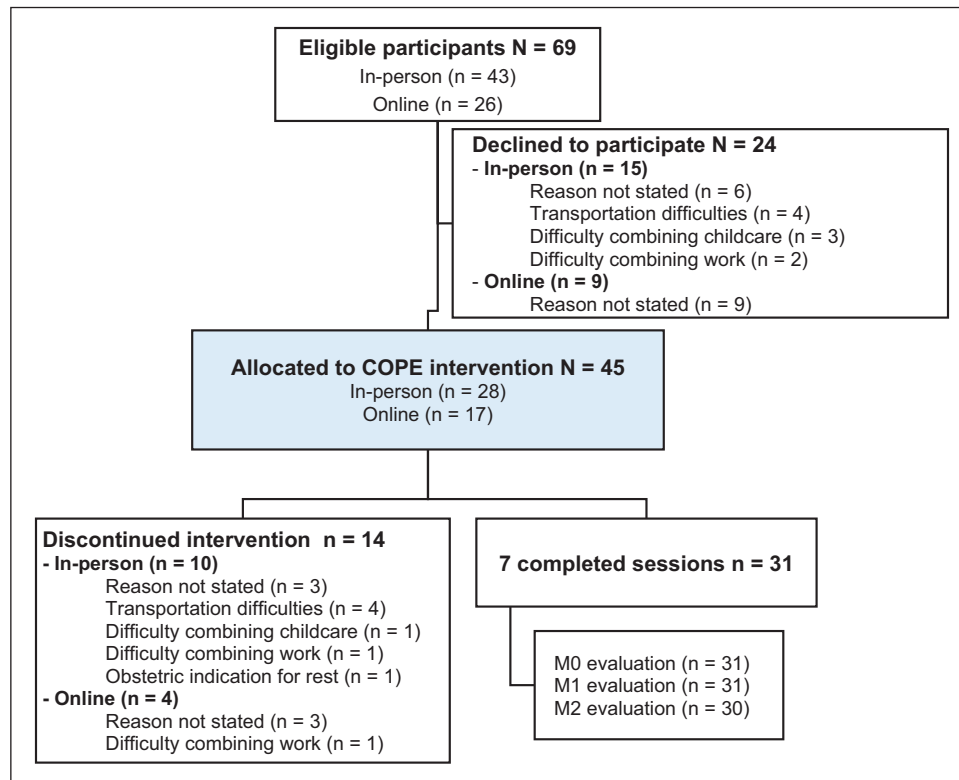 Eligible participants N = 69
In-person (n = 43)
Online (n = 26)
Declined to participate N = 24
- In-person (n = 15)
Reason not stated (n = 6)
Transportation difficulties (n = 4)
Difficulty combining childcare (n = 3)
Difficulty combining work (n = 2)
- Online (n = 9)
Reason not stated (n = 9)
Allocated to COPE intervention N = 45
In-person (n = 28)
Online (n = 17)
Discontinued intervention n = 14
- In-person (n = 10)
Reason not stated (n = 3)
Transportation difficulties (n = 4)
Difficulty combining childcare (n = 1)
Difficulty combining work (n = 1)
Obstetric indication for rest (n = 1)
- Online (n = 4)
Reason not stated (n = 3)
Difficulty combining work (n = 1)
7 completed sessions n = 31
M0 evaluation (n = 31)
M1 evaluation (n = 31)
M2 evaluation (n = 30)